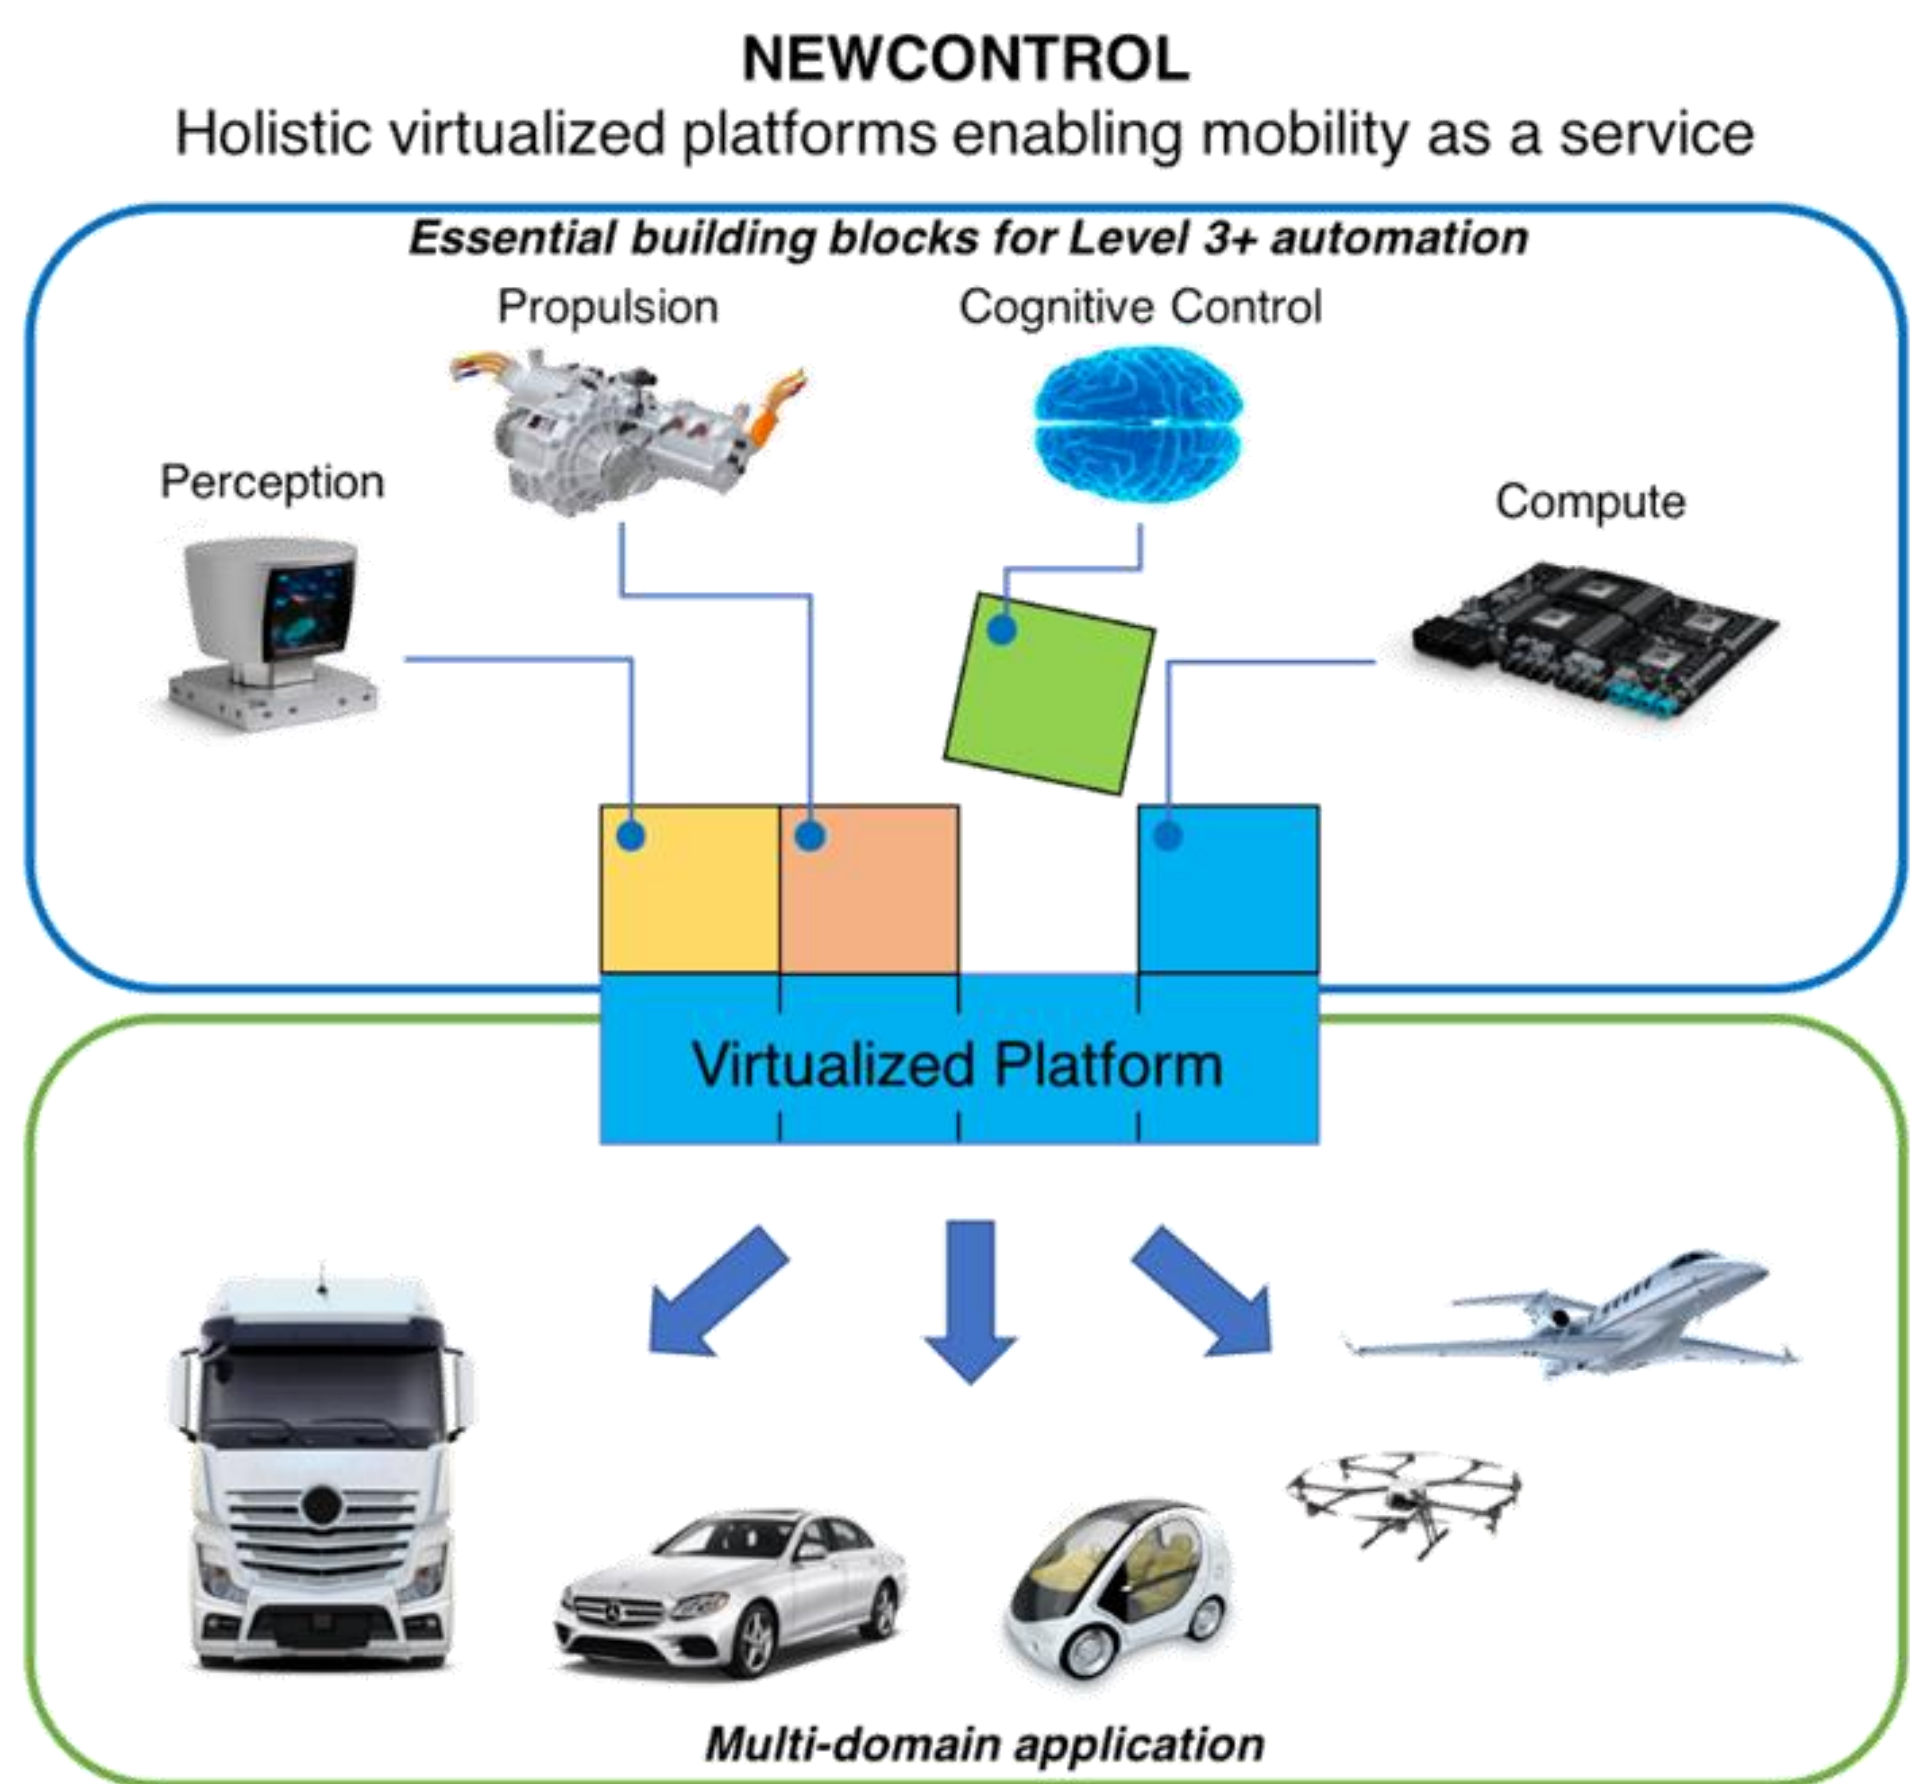 NEWCONTROL
Holistic virtualized platforms enabling mobility as a service
Essential building blocks for Level 3+ automation
Propulsion
Cognitive Control
Perception
Compute
Virtualized Platform
Multi-domain application